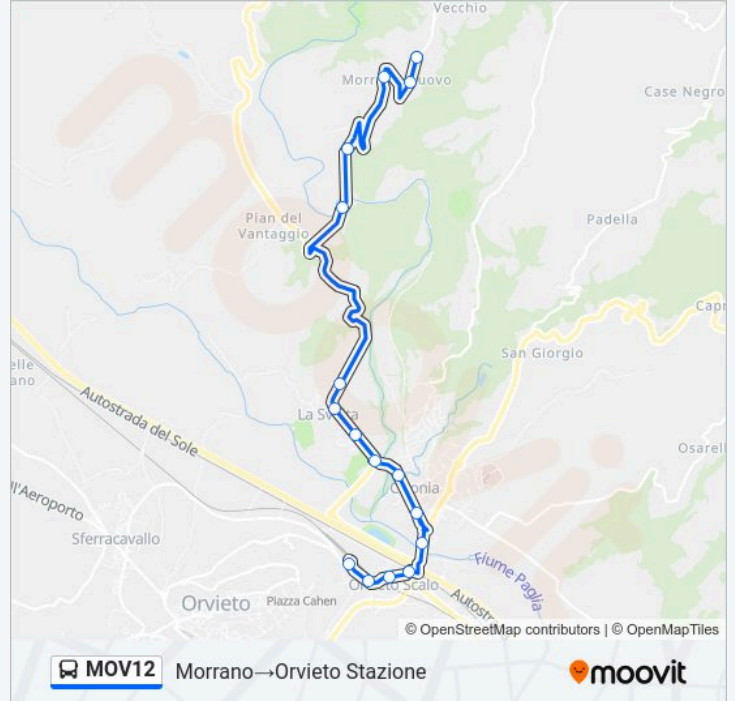 Vecchio
Morrano Nuovo
Case Negro
Pian del
Vantaggio
Padella
Capr
San Giorgio
elle
ano
Autostrada del Sole
La Svolta
Osarell
ll'Aeroporto
Ciconia
Sferracavallo
Fiume Paglia
Orvieto Scalo
Orvieto
Piazza Cahen
Autostr
© OpenStreetMap contributors | © OpenMapTiles
MOV12 Morrano→Orvieto Stazione
moovit